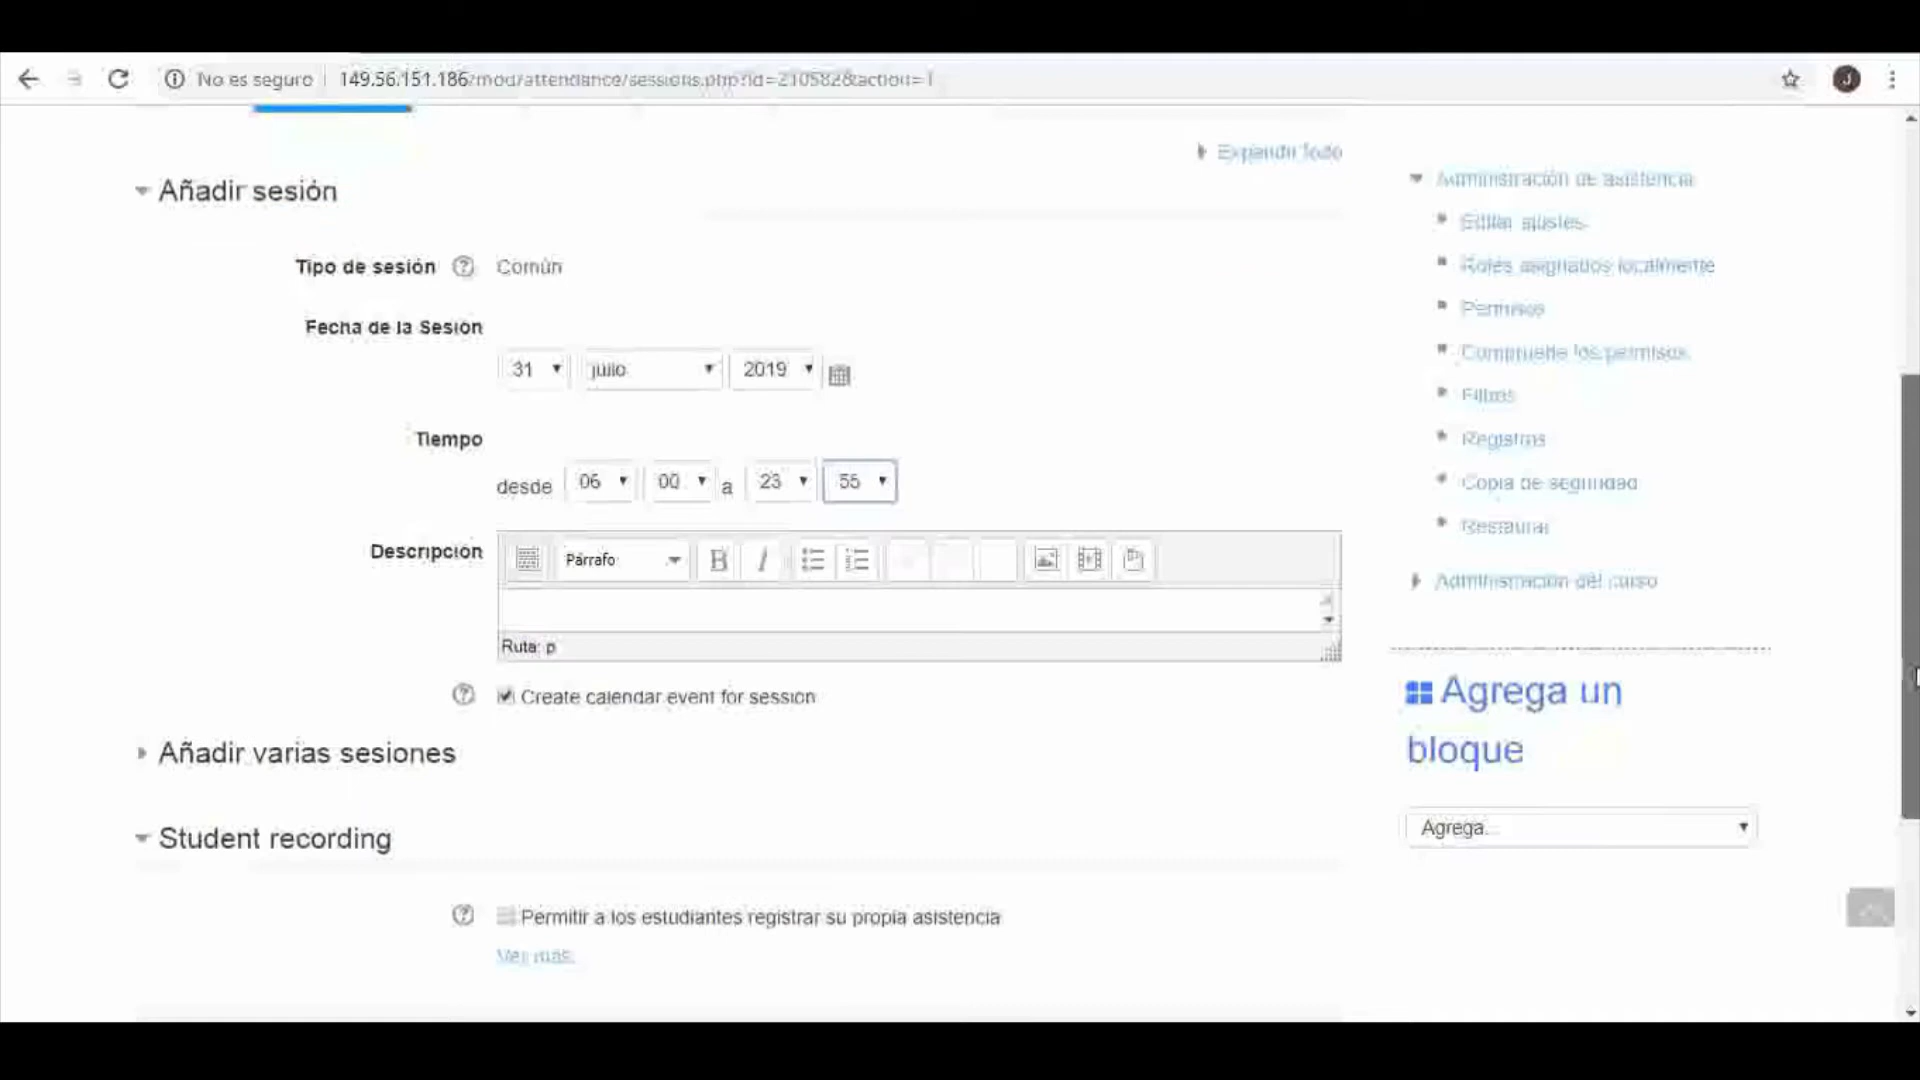 No es seguro 149.56.151.186/mod/attendance/sessions.php?id=210582&action=1
J
Expandir todo
Añadir sesión
Tipo de sesión Común
Fecha de la Sesión
31 julio 2019
Tiempo
desde 06 00 a 23 55
Descripción
Párrafo B I
Ruta: p
Create calendar event for session
Añadir varias sesiones
Student recording
Permitir a los estudiantes registrar su propia asistencia
Ver más.
Administración de asistencia
Editar ajustes
Roles asignados localmente
Permisos
Compruebe los permisos
Filtros
Registros
Copia de seguridad
Restaurar
Administración del curso
Agrega un
bloque
Agrega...